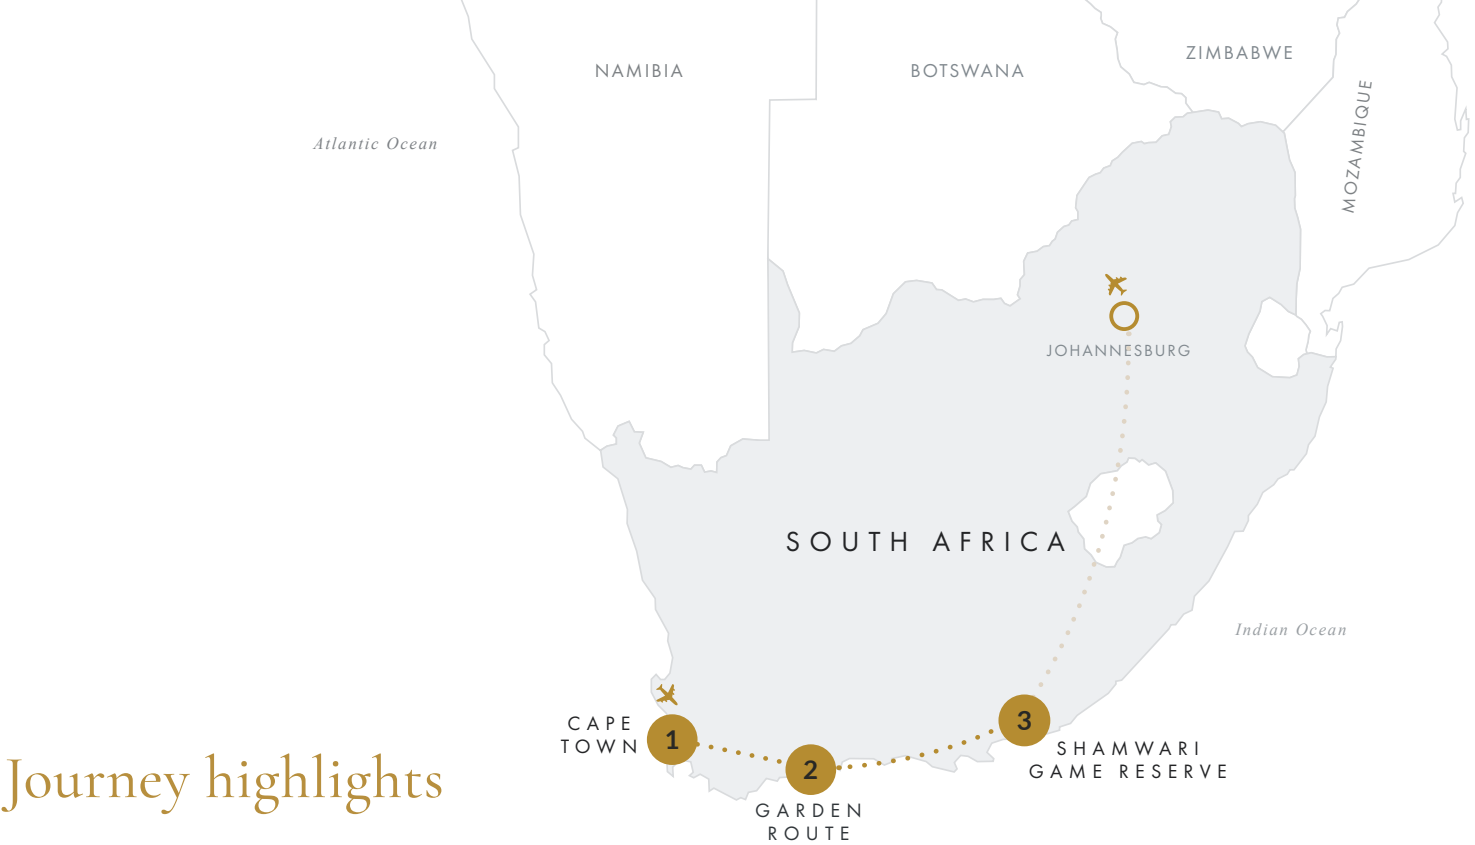 ZIMBABWE
NAMIBIA
BOTSWANA
MOZAMBIQUE
Atlantic Ocean
JOHANNESBURG
SOUTH AFRICA
Indian Ocean
CAPE
TOWN
1
2
3
SHAMWARI
GAME RESERVE
GARDEN
ROUTE
Journey highlights